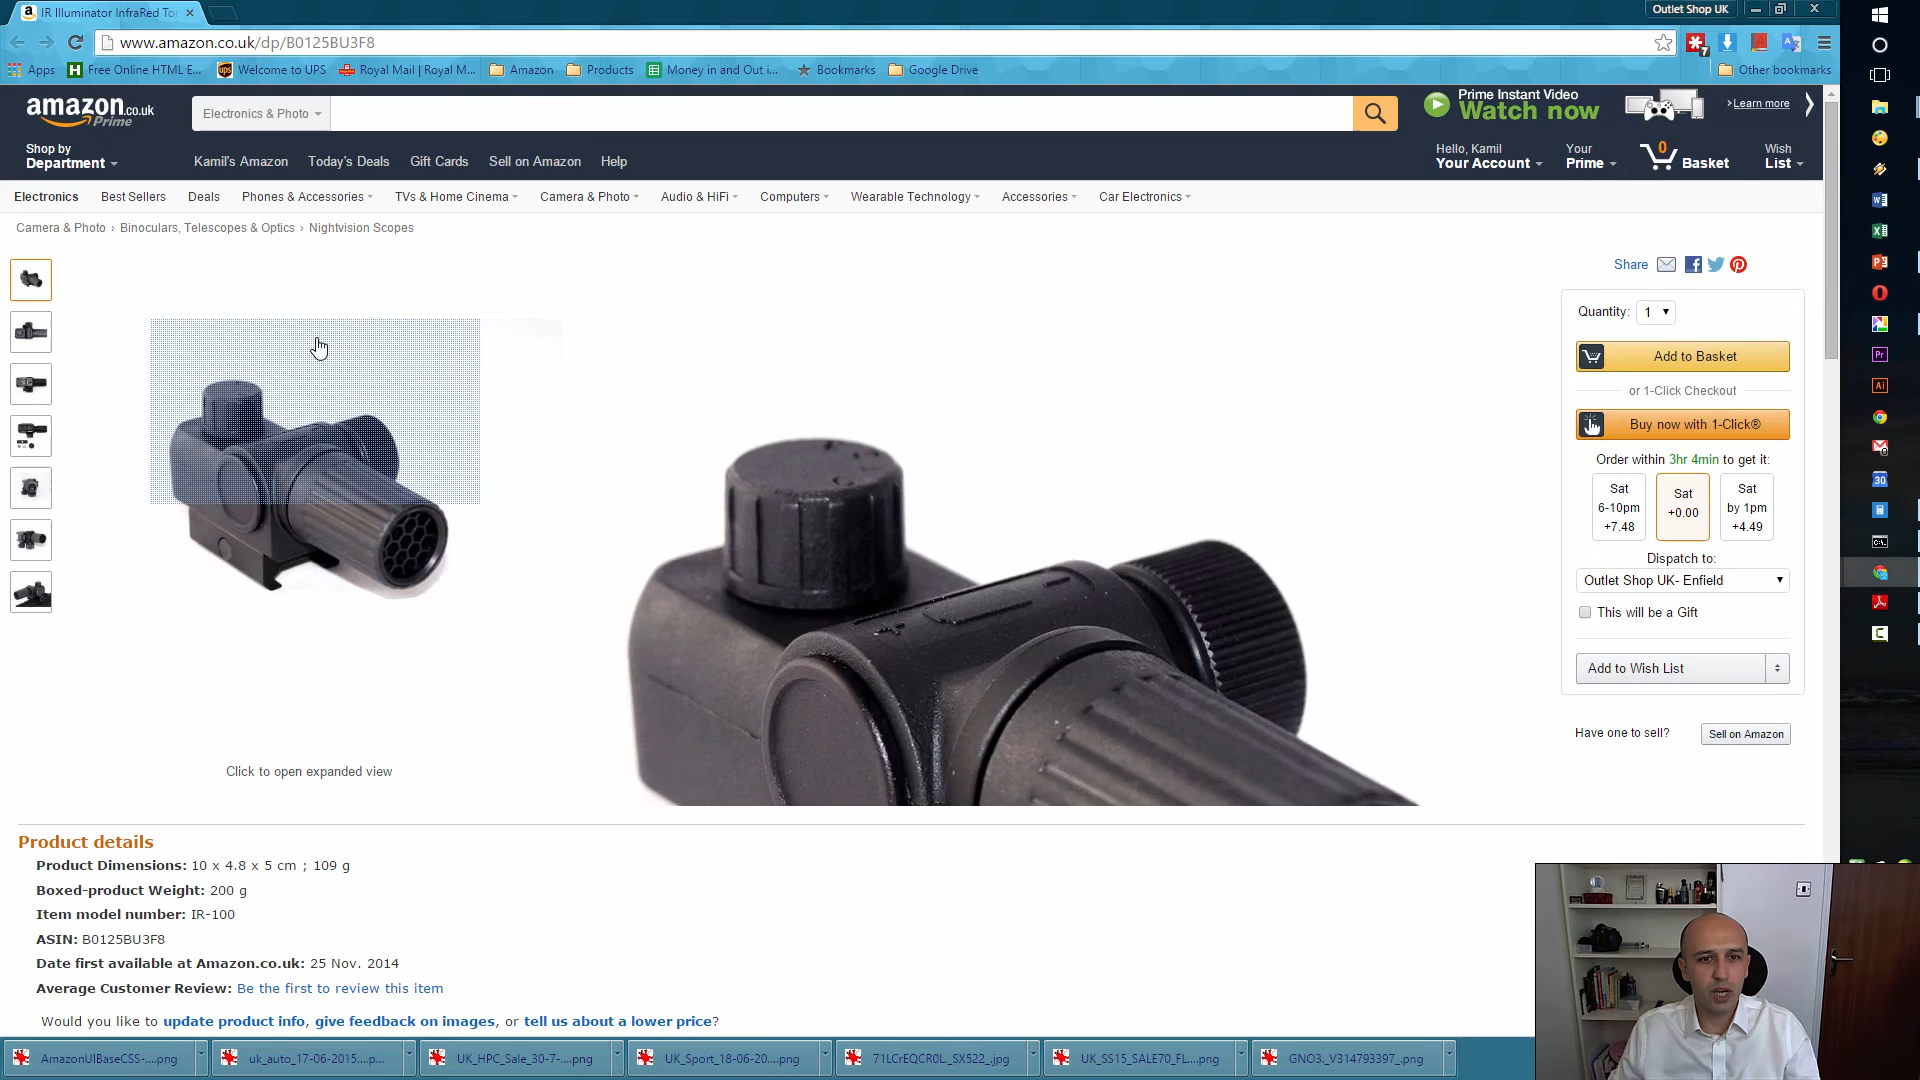 IR Illuminator InfraRed To
Outlet Shop UK
www.amazon.co.uk/dp/B0125BU3F8
7
Apps
Free Online HTML E...
Welcome to UPS
Royal Mail | Royal M...
Amazon
Products
Money in and Out i...
Bookmarks
Google Drive
Other bookmarks
amazon.co.uk
Prime
Electronics & Photo
Prime Instant Video
Watch now
Learn more
Shop by
Department
Kamil's Amazon
Today's Deals
Gift Cards
Sell on Amazon
Help
Hello, Kamil
Your Account
Your
Prime
0
Basket
Wish
List
Electronics
Best Sellers
Deals
Phones & Accessories
TVs & Home Cinema
Camera & Photo
Audio & HiFi
Computers
Wearable Technology
Accessories
Car Electronics
Camera & Photo › Binoculars, Telescopes & Optics › Nightvision Scopes
Share
Quantity: 1
Add to Basket
or 1-Click Checkout
Buy now with 1-Click®
Order within 3hr 4min to get it:
Sat
6-10pm
+7.48
Sat
+0.00
Sat
by 1pm
+4.49
Dispatch to:
Outlet Shop UK- Enfield
This will be a Gift
Add to Wish List
Have one to sell?
Sell on Amazon
Click to open expanded view
Product details
Product Dimensions: 10 x 4.8 x 5 cm ; 109 g
Boxed-product Weight: 200 g
Item model number: IR-100
ASIN: B0125BU3F8
Date first available at Amazon.co.uk: 25 Nov. 2014
Average Customer Review: Be the first to review this item
Would you like to update product info, give feedback on images, or tell us about a lower price?
AmazonUIBaseCSS-....png
uk_auto_17-06-2015....p...
UK_HPC_Sale_30-7-....png
UK_Sport_18-06-20....png
71LCrEQCR0L._SX522_.jpg
UK_SS15_SALE70_FL....png
GNO3._V314793397_.png
Pr
Ai
30